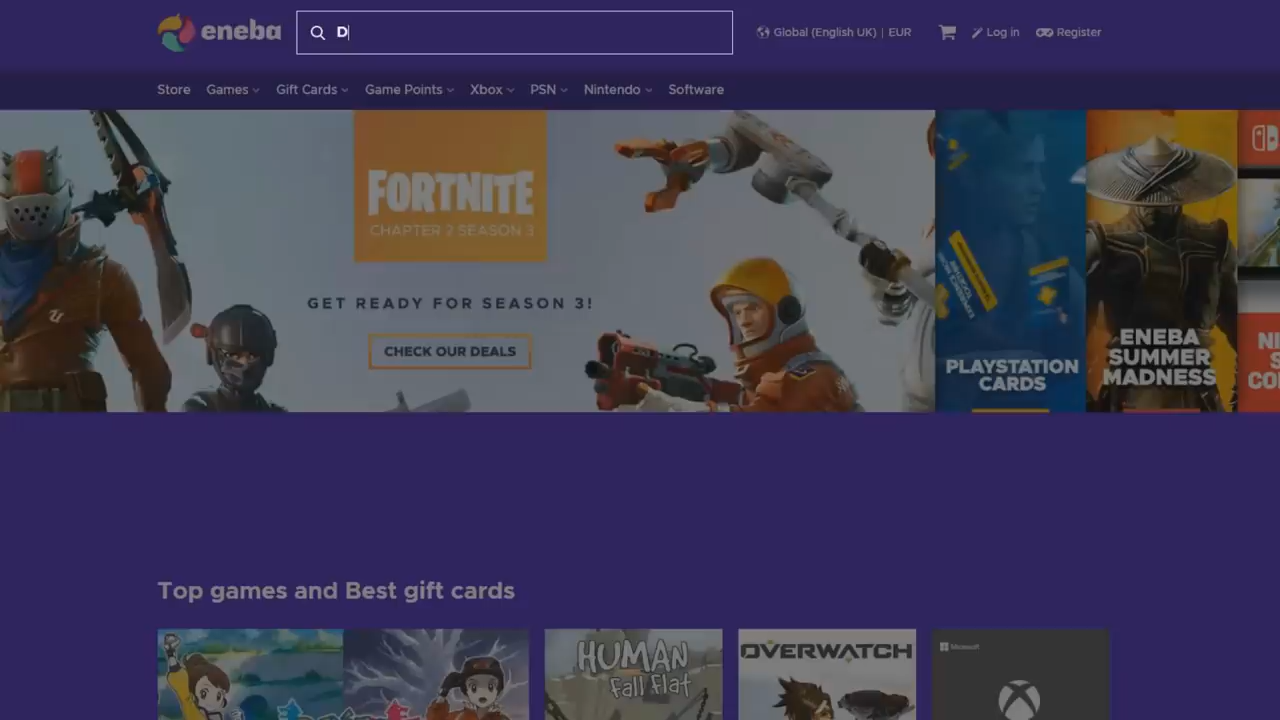 eneba
D
Global (English UK) | EUR
Log in
Register
Store
Games
Gift Cards
Game Points
Xbox
PSN
Nintendo
Software
FORTNITE
CHAPTER 2 SEASON 3
GET READY FOR SEASON 3!
CHECK OUR DEALS
PLAYSTATION
CARDS
ENEBA
SUMMER
MADNESS
Top games and Best gift cards
HUMAN
fall flat
OVERWATCH
Microsoft